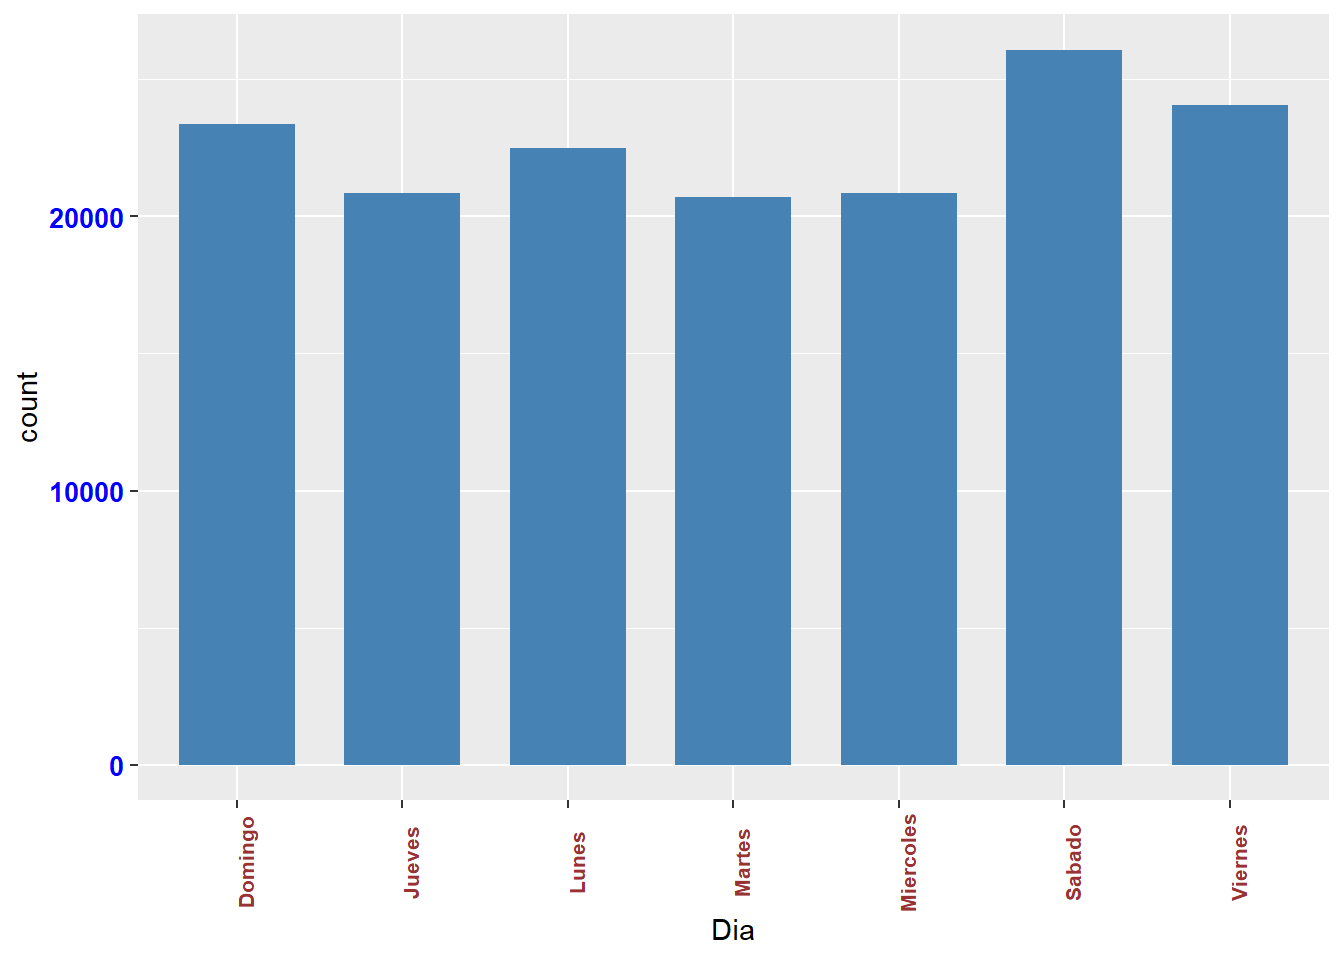 count
20000
10000
0
Domingo
Jueves
Lunes
Martes
Miercoles
Sabado
Viernes
Dia